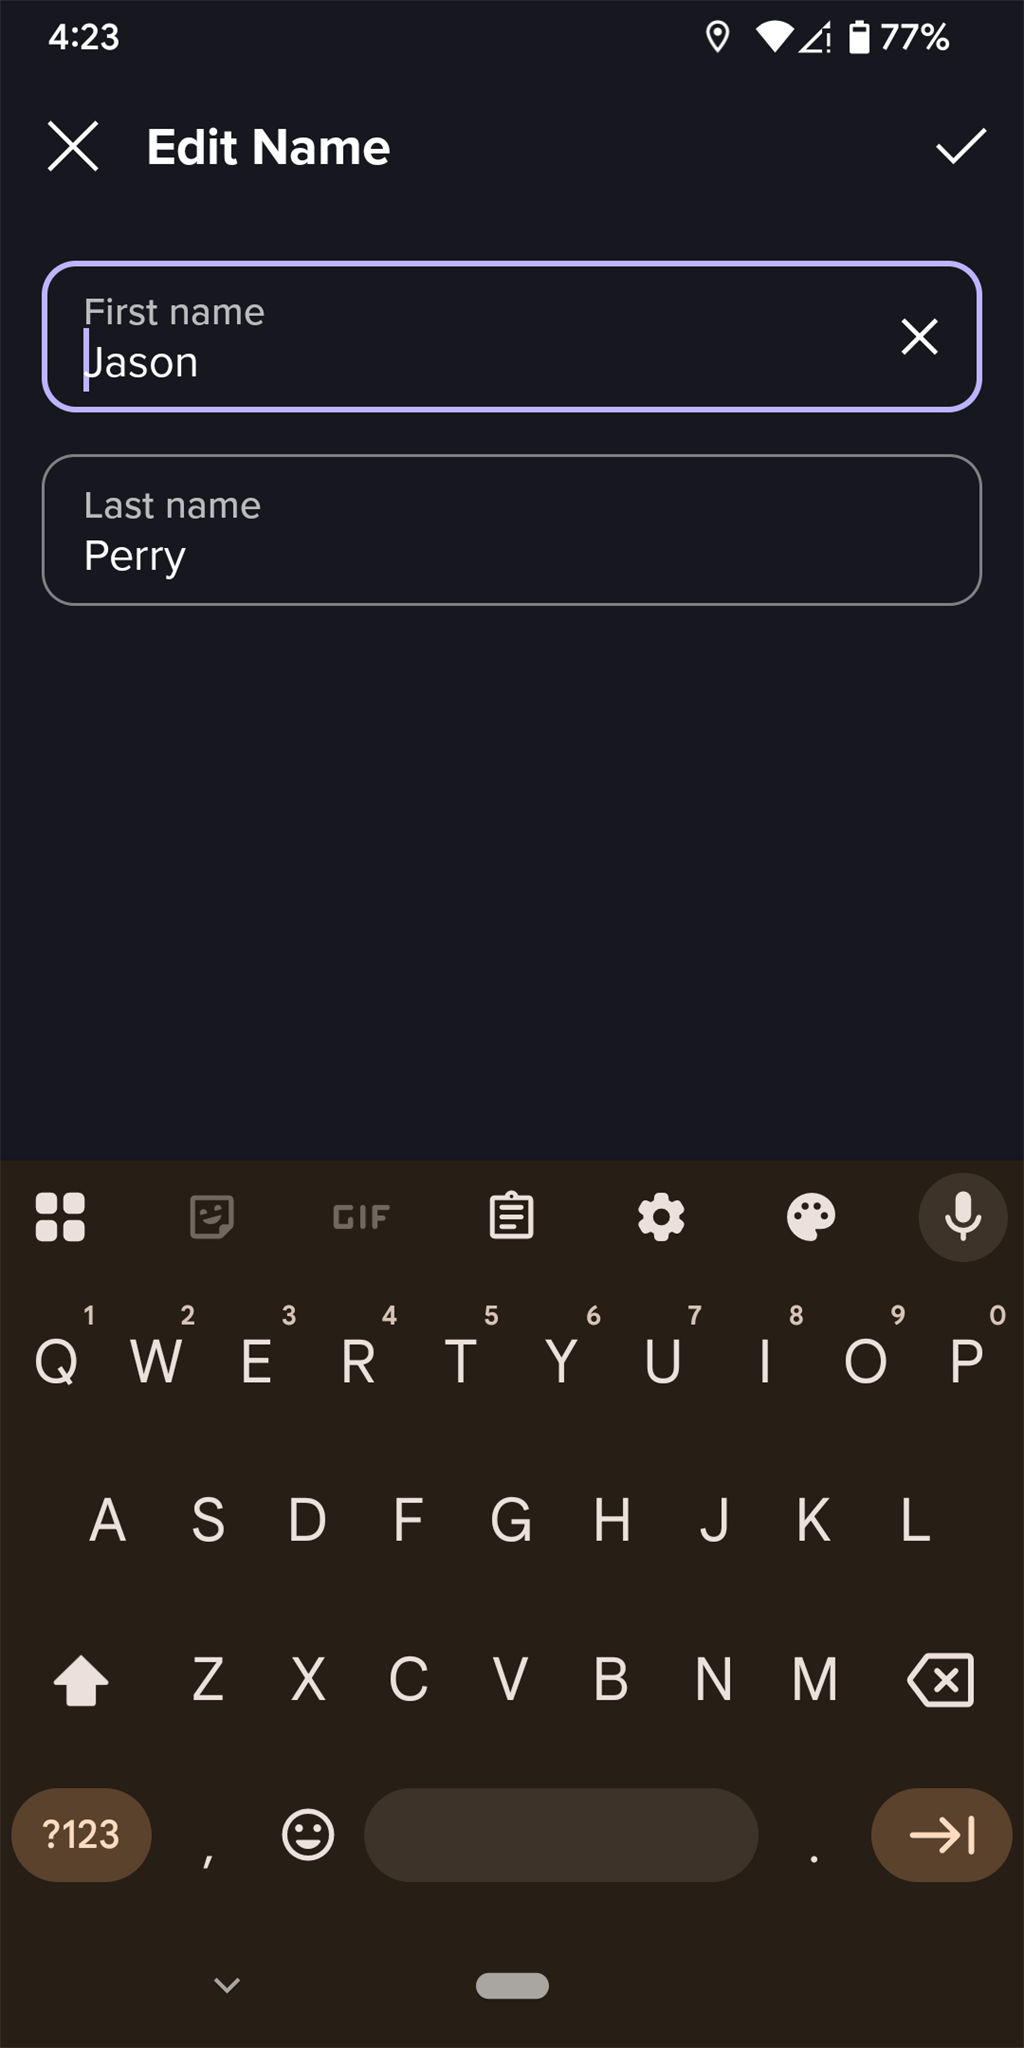 4:23 77%
Edit Name
First name
Jason
Last name
Perry
GIF
1 2 3 4 5 6 7 8 9 0
Q W E R T Y U I O P
A S D F G H J K L
Z X C V B N M
?123 , .